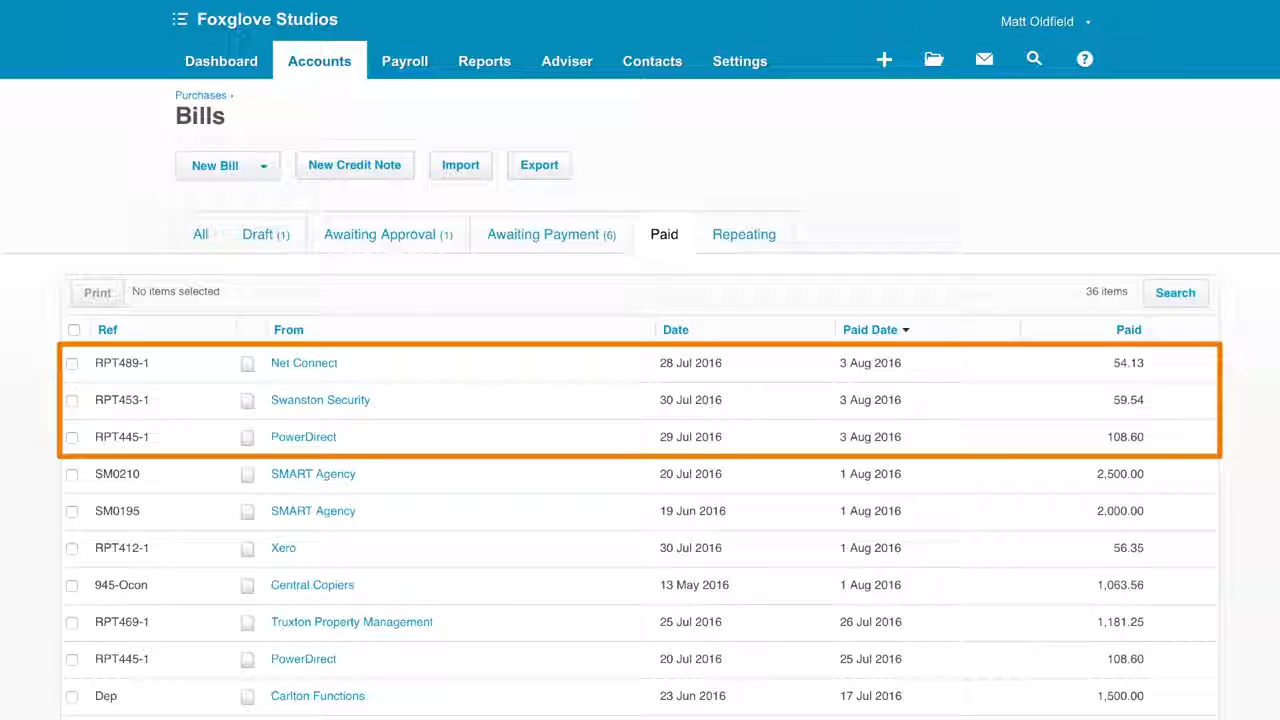 Foxglove Studios
Matt Oldfield
Dashboard Accounts Payroll Reports Adviser Contacts Settings
Purchases ›
Bills
New Bill New Credit Note Import Export
All Draft (1) Awaiting Approval (1) Awaiting Payment (6) Paid Repeating
Print No items selected 36 items Search
Ref From Date Paid Date Paid
RPT489-1 Net Connect 28 Jul 2016 3 Aug 2016 54.13
RPT453-1 Swanston Security 30 Jul 2016 3 Aug 2016 59.54
RPT445-1 PowerDirect 29 Jul 2016 3 Aug 2016 108.60
SM0210 SMART Agency 20 Jul 2016 1 Aug 2016 2,500.00
SM0195 SMART Agency 19 Jun 2016 1 Aug 2016 2,000.00
RPT412-1 Xero 30 Jul 2016 1 Aug 2016 56.35
945-Ocon Central Copiers 13 May 2016 1 Aug 2016 1,063.56
RPT469-1 Truxton Property Management 25 Jul 2016 26 Jul 2016 1,181.25
RPT445-1 PowerDirect 20 Jul 2016 25 Jul 2016 108.60
Dep Carlton Functions 23 Jun 2016 17 Jul 2016 1,500.00